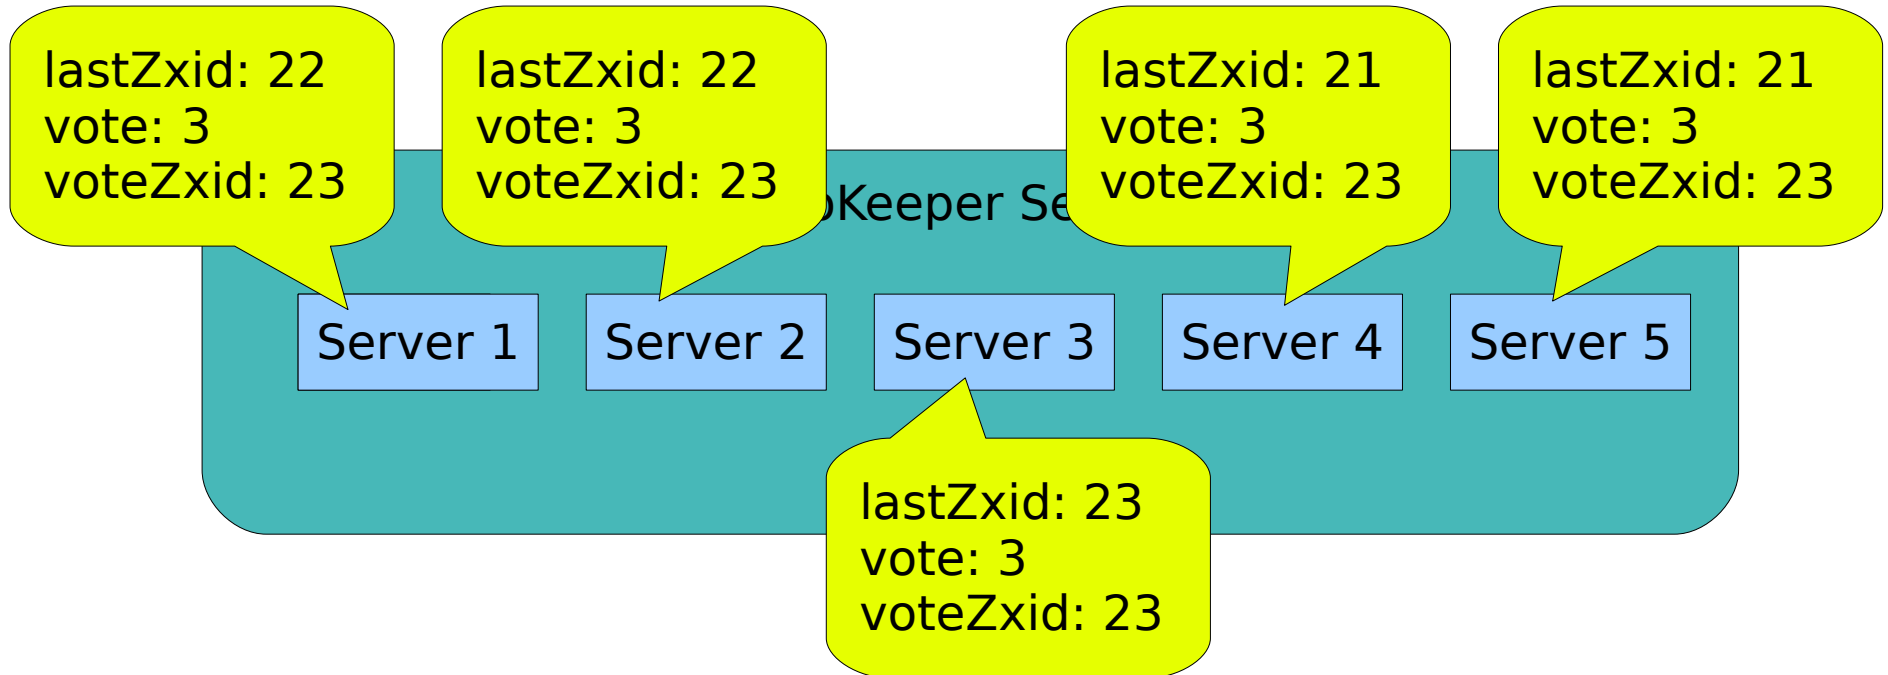 lastZxid: 22
vote: 3
voteZxid: 23
lastZxid: 22
vote: 3
voteZxid: 23
lastZxid: 21
vote: 3
voteZxid: 23
lastZxid: 21
vote: 3
voteZxid: 23
Server 1
Server 2
Server 3
Server 4
Server 5
lastZxid: 23
vote: 3
voteZxid: 23